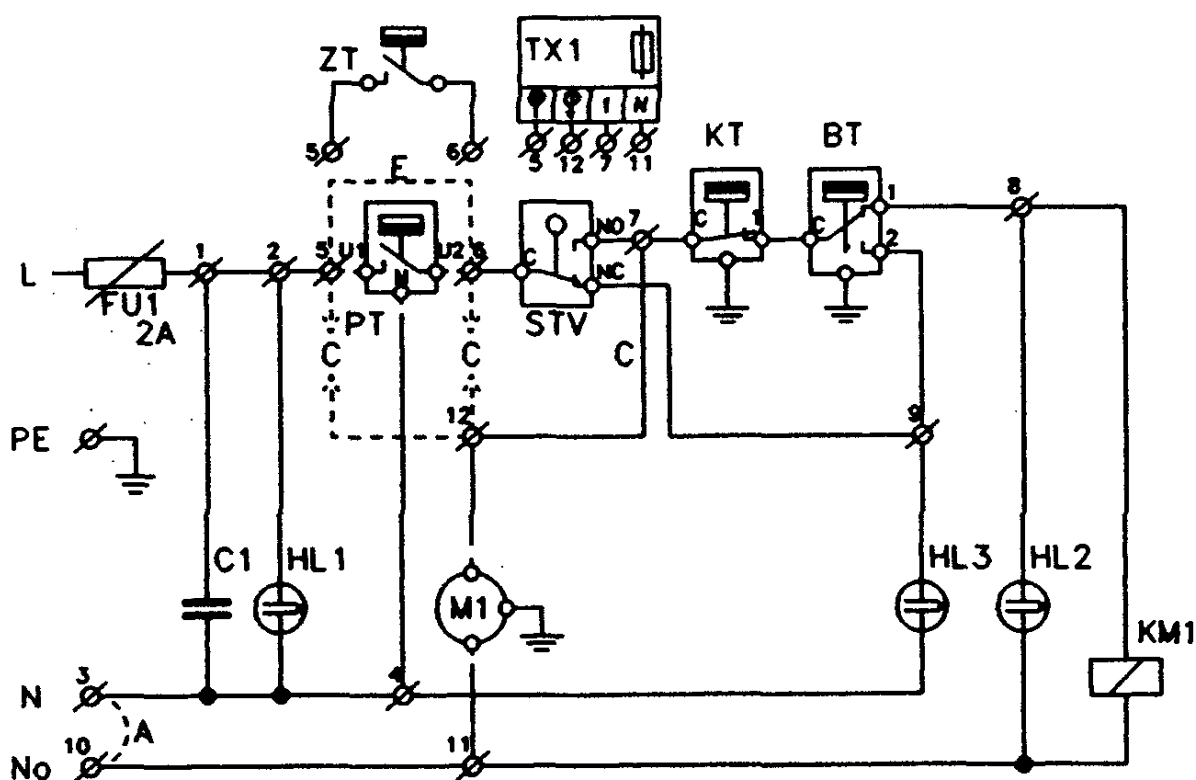 ZT
TX1
1 N
5 6 5 12 7 11
KT BT
E
1 2 5 U1 U2 6 C NO 7 C 1 C 1 8
2
L
N
NC
FU1
2A
PT
STV
C C C
12 9
PE
C1 HL1 HL3 HL2
M1
KM1
3 4
N
A
10 11
No